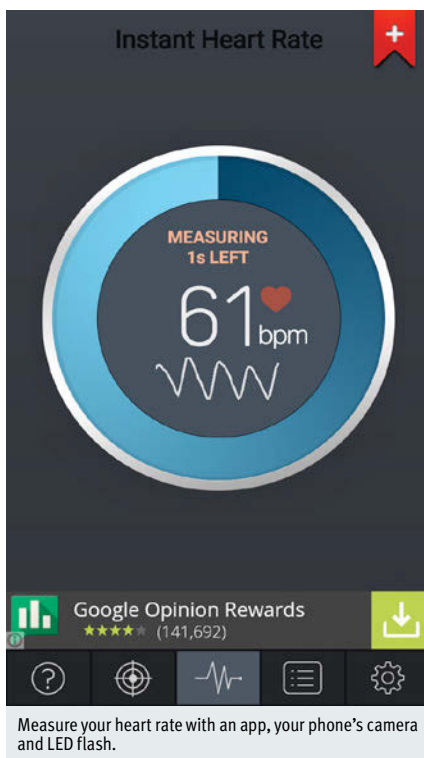 Instant Heart Rate
+
MEASURING
1s LEFT
61 bpm
Google Opinion Rewards
(141,692)
?
Measure your heart rate with an app, your phone's camera
and LED flash.